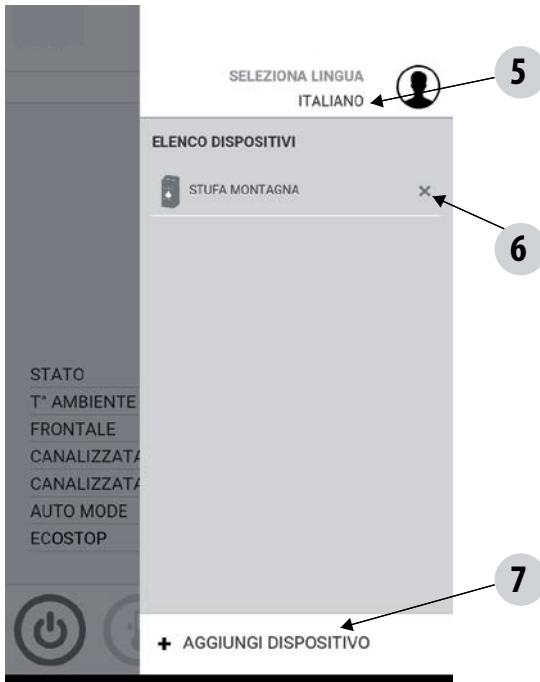 SELEZIONA LINGUA
ITALIANO
5
ELENCO DISPOSITIVI
STUFA MONTAGNA ×
6
STATO
T° AMBIENTE
FRONTALE
CANALIZZATA
CANALIZZATA
AUTO MODE
ECOSTOP
7
+ AGGIUNGI DISPOSITIVO